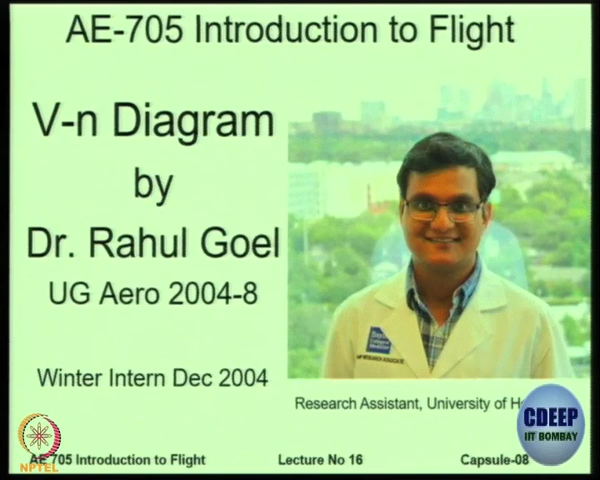 AE-705 Introduction to Flight
V-n Diagram
by
Dr. Rahul Goel
UG Aero 2004-8
Winter Intern Dec 2004
Research Assistant, University of
CDEEP
IIT BOMBAY
NPTEL
AE 705 Introduction to Flight
Lecture No 16
Capsule-08